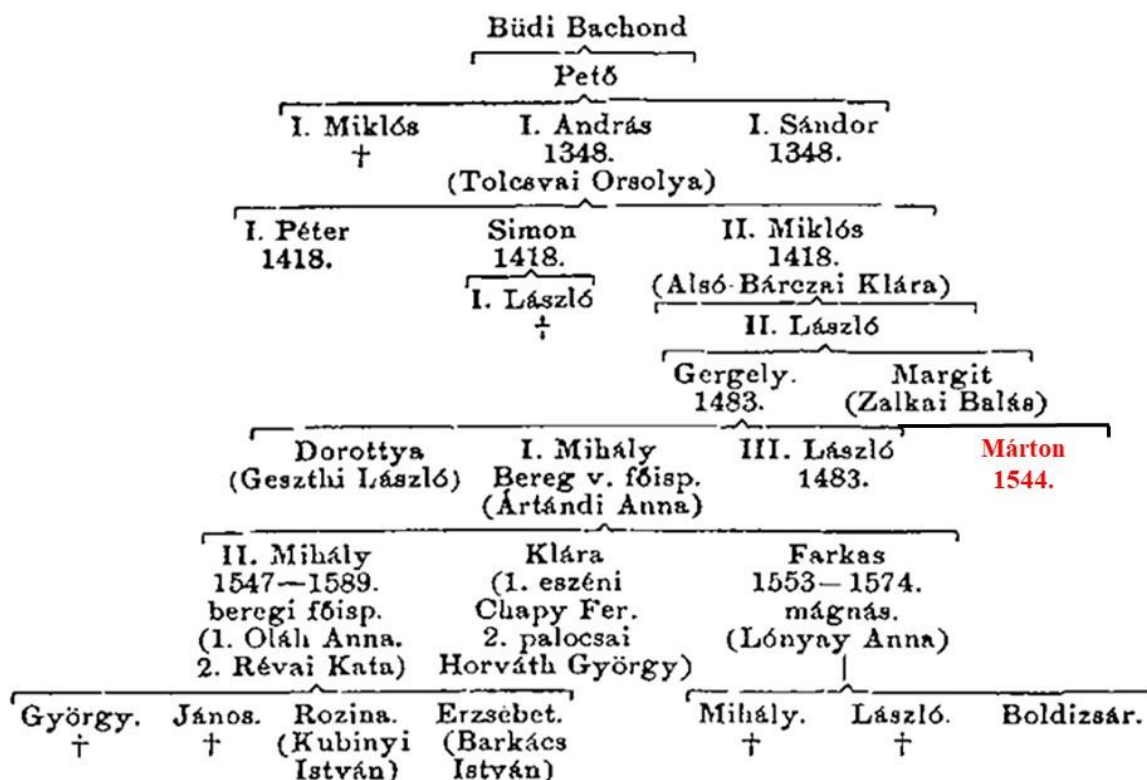 Büdi Bachond
Pető
I. Miklós I. András I. Sándor
† 1348. 1348.
(Tolcsvai Orsolya)
I. Péter Simon II. Miklós
1418. 1418. 1418.
I. László (Alsó-Bárczai Klára)
† II. László
Gergely. Margit
1483. (Zalkai Balás)
Dorottya I. Mihály III. László Márton
(Geszthi László) Bereg v. főisp. 1483. 1544.
(Ártándi Anna)
II. Mihály Klára Farkas
1547—1589. (1. eszéni 1553—1574.
beregi főisp. Chapy Fer. mágnás.
(1. Oláh Anna. 2. palocsai (Lónyay Anna)
2. Révai Kata) Horváth György)
György. János. Rozina. Erzsébet. Mihály. László. Boldizsár.
† † (Kubinyi (Barkács † †
István) István)